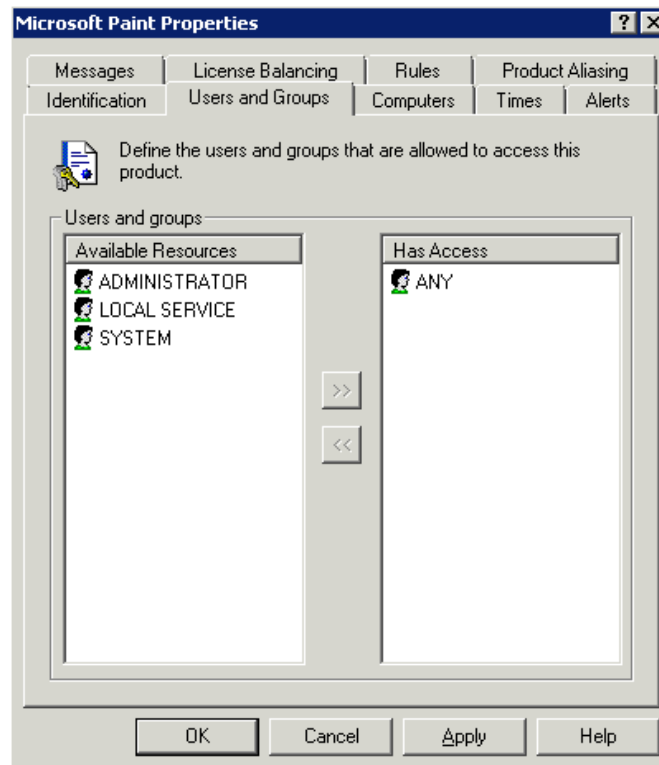 Microsoft Paint Properties
Messages License Balancing Rules Product Aliasing
Identification Users and Groups Computers Times Alerts
Define the users and groups that are allowed to access this
product.
Users and groups
Available Resources Has Access
ADMINISTRATOR ANY
LOCAL SERVICE
SYSTEM
>>
<<
OK Cancel Apply Help